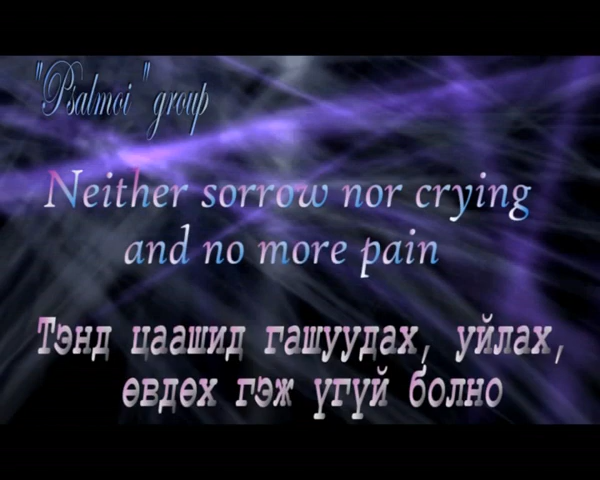 "Psalmoi" group
Neither sorrow nor crying
and no more pain
Тэнд цаашид гашуудах, уйлах,
өвдөх гэж үгүй болно